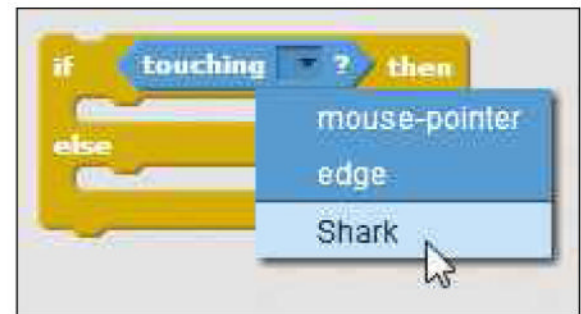 if touching ? then
mouse-pointer
else
edge
Shark